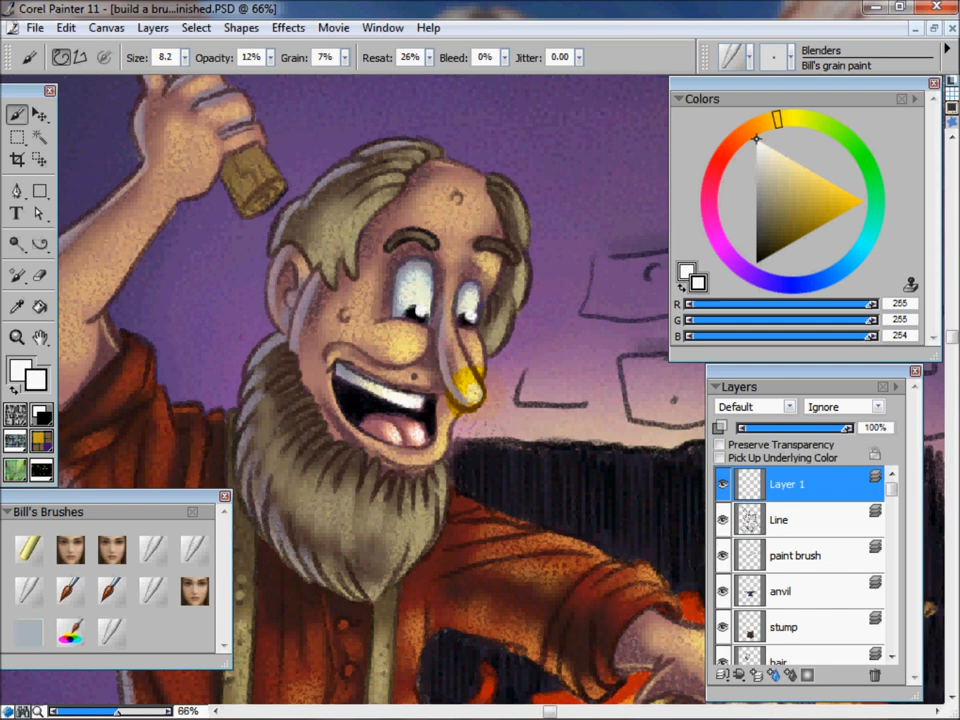 Corel Painter 11 - [build a bru...inished.PSD @ 66%]
File Edit Canvas Layers Select Shapes Effects Movie Window Help
Size: 8.2 Opacity: 12% Grain: 7% Resat: 26% Bleed: 0% Jitter: 0.00
Blenders
Bill's grain paint
Colors
R 255
G 255
B 254
Layers
Default Ignore
100%
Preserve Transparency
Pick Up Underlying Color
Layer 1
Line
paint brush
anvil
stump
hair
Bill's Brushes
66%